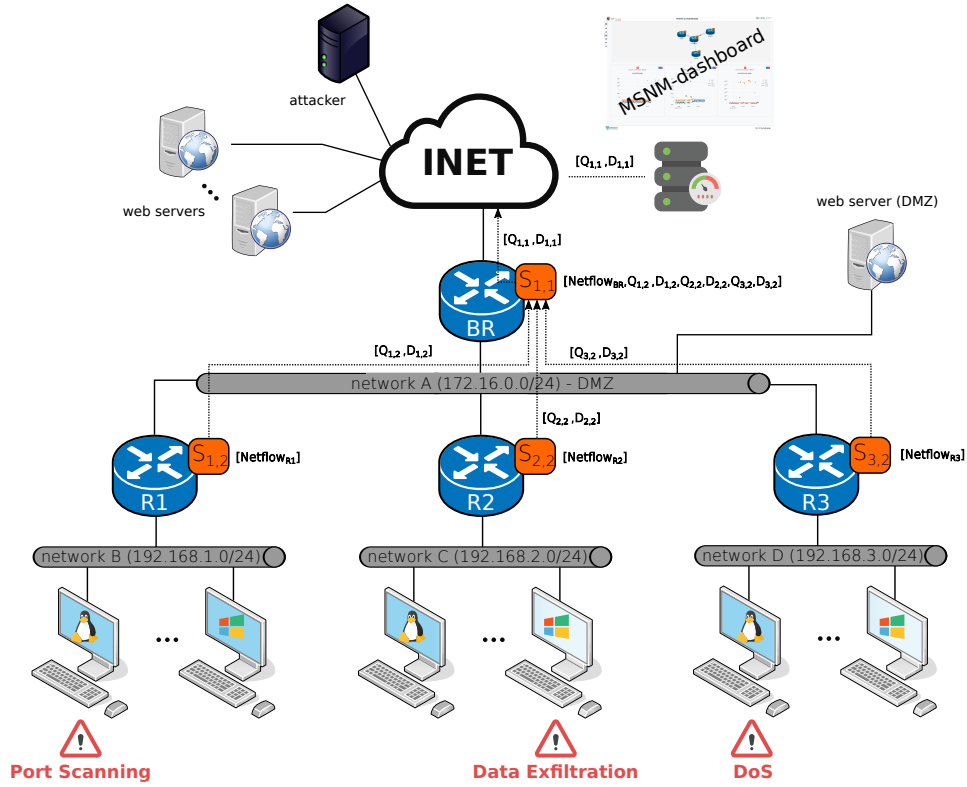 attacker
MSNM-dashboard
INET
[Q1,1 ,D1,1]
web servers
web server (DMZ)
[Q1,1 ,D1,1]
S1,1
[NetflowBR,Q1,2 ,D1,2,Q2,2,D2,2,Q3,2,D3,2]
BR
[Q1,2 ,D1,2]
[Q3,2 ,D3,2]
network A (172.16.0.0/24) - DMZ
[Q2,2 ,D2,2]
S1,2
[NetflowR1]
S2,2
[NetflowR2]
S3,2
[NetflowR3]
R1
R2
R3
network B (192.168.1.0/24)
network C (192.168.2.0/24)
network D (192.168.3.0/24)
...
...
...
Port Scanning
Data Exfiltration
DoS